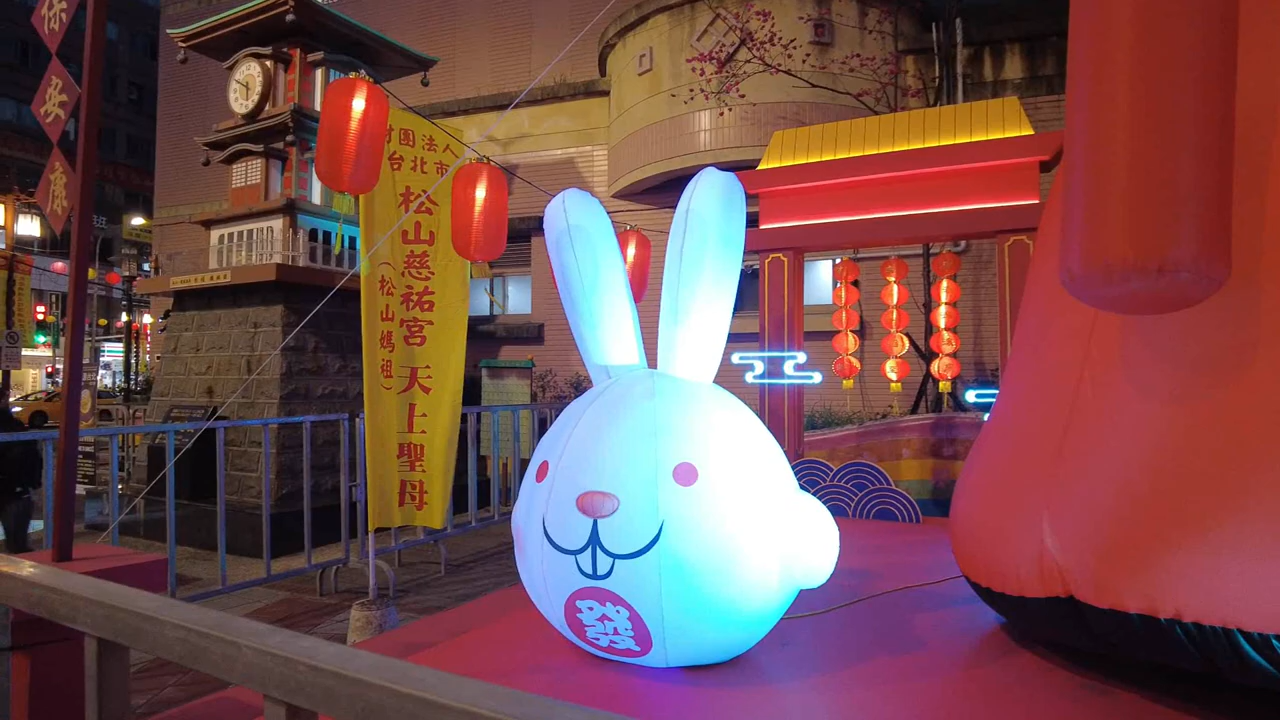 保
安
康
財團法人
台北市
松山慈祐宮 天上聖母
(松山媽祖)
發